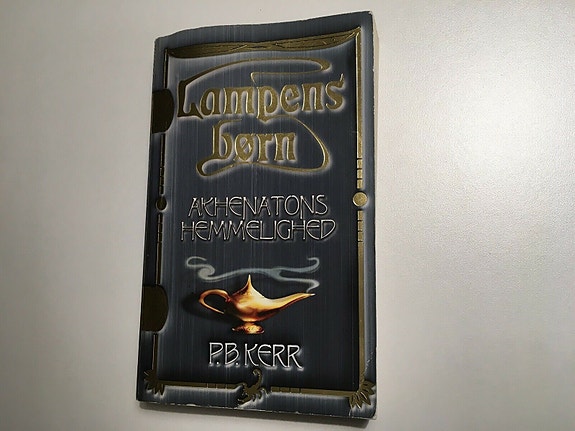 Lampens
børn
AKHENATONS
HEMMELIGHED
P.B. KERR